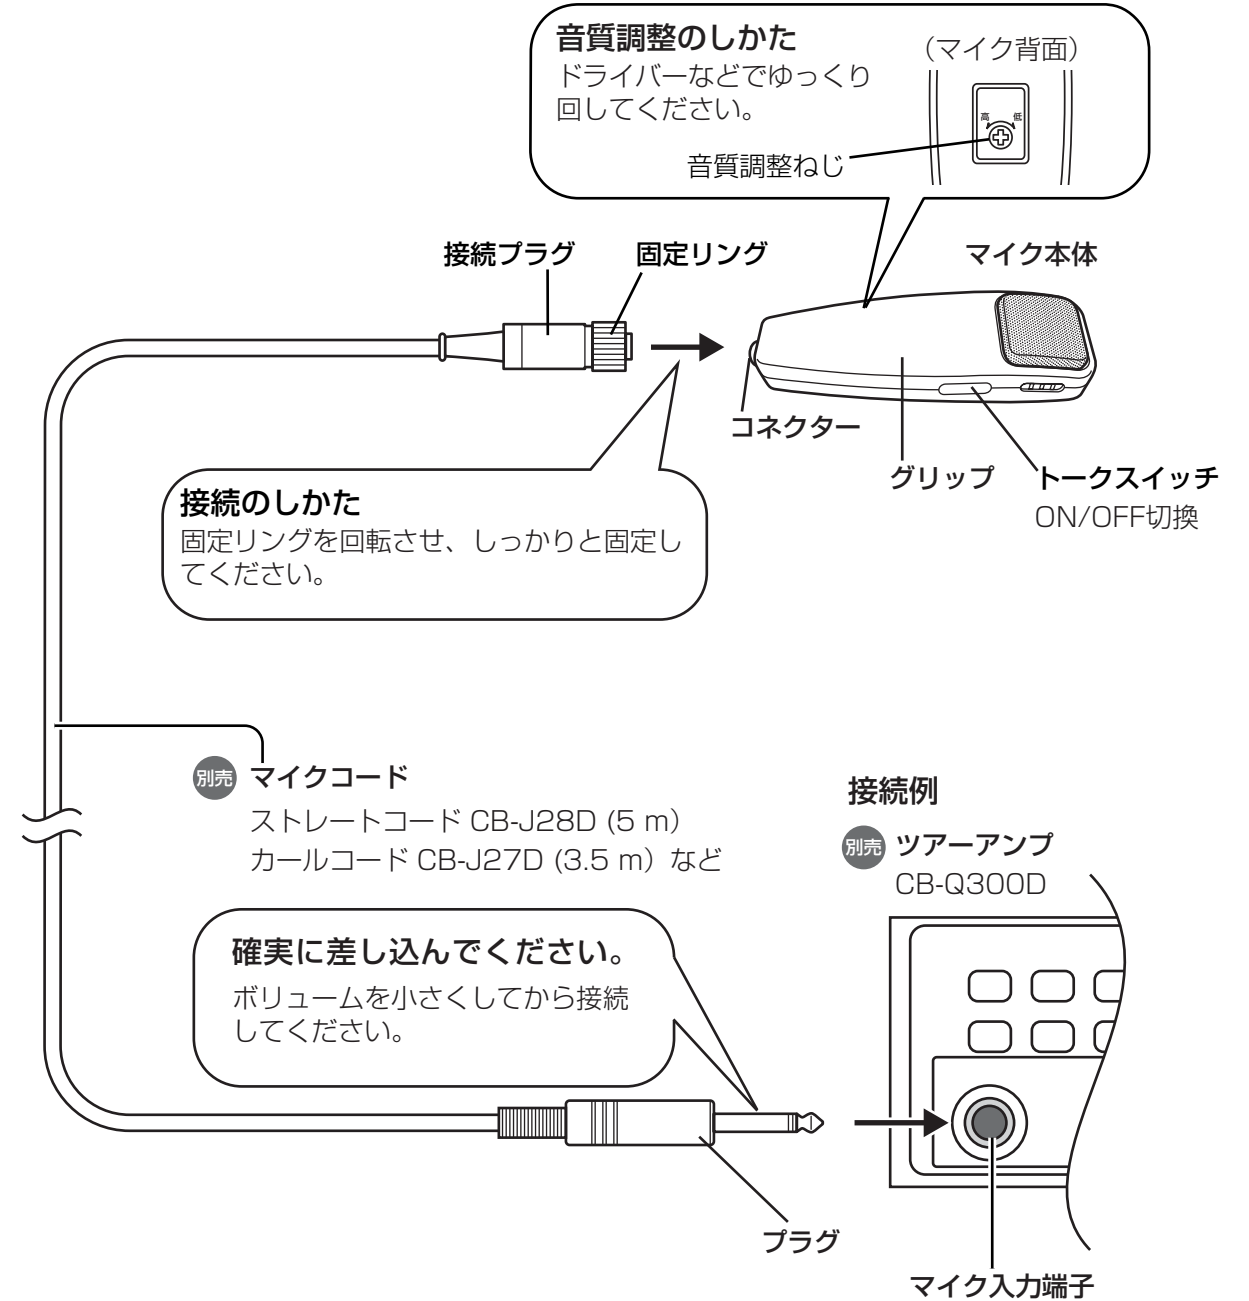 音質調整のしかた
ドライバーなどでゆっくり
回してください。
(マイク背面)
高 低
音質調整ねじ
接続プラグ
固定リング
マイク本体
コネクター
グリップ
トークスイッチ
ON/OFF切換
接続のしかた
固定リングを回転させ、しっかりと固定し
てください。
別売 マイクコード
ストレートコード CB-J28D (5 m)
カールコード CB-J27D (3.5 m) など
接続例
別売 ツアーアンプ
CB-Q300D
確実に差し込んでください。
ボリュームを小さくしてから接続
してください。
プラグ
マイク入力端子